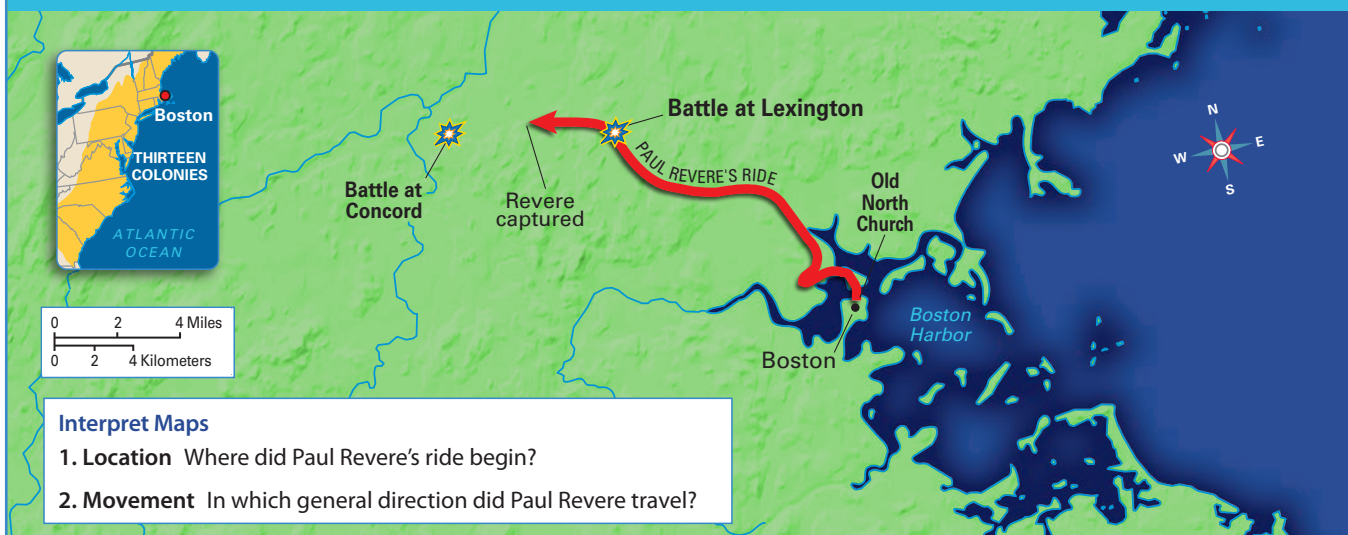 Boston
THIRTEEN
COLONIES
ATLANTIC
OCEAN
Battle at
Concord
Revere
captured
Battle at Lexington
PAUL REVERE'S RIDE
Old
North
Church
N
W E
S
Boston
Harbor
Boston
0 2 4 Miles
0 2 4 Kilometers
Interpret Maps
1. Location Where did Paul Revere’s ride begin?
2. Movement In which general direction did Paul Revere travel?